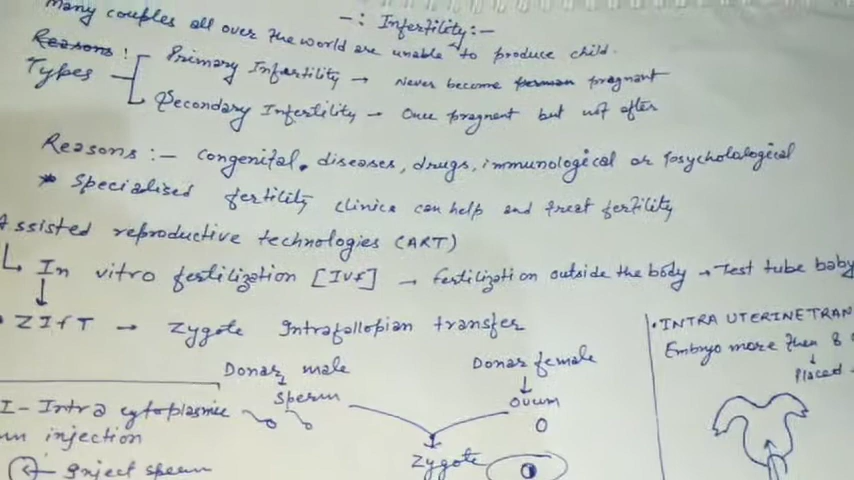 -: Infertility:-
Many couples all over the world are unable to produce child.
Reasons:
Types
Primary Infertility → Never become pregnant
Secondary Infertility → Once pragnent but not after
Reasons :- Congenital. diseases, drugs, immunological or Psycholological
* Specialised fertility clinics can help and treat fertility
Assisted reproductive technologies (ART)
In vitro fertilization [IVF] → fertilization outside the body → Test tube baby
• ZIFT → Zygote Intrafallopian transfer
Donar male
Sperm
Donar female
Ovum
Zygote
I - Intra cytoplasmic
injection
Inject sperm
• INTRA UTERINE TRAN
Embryo more then 8
Placed